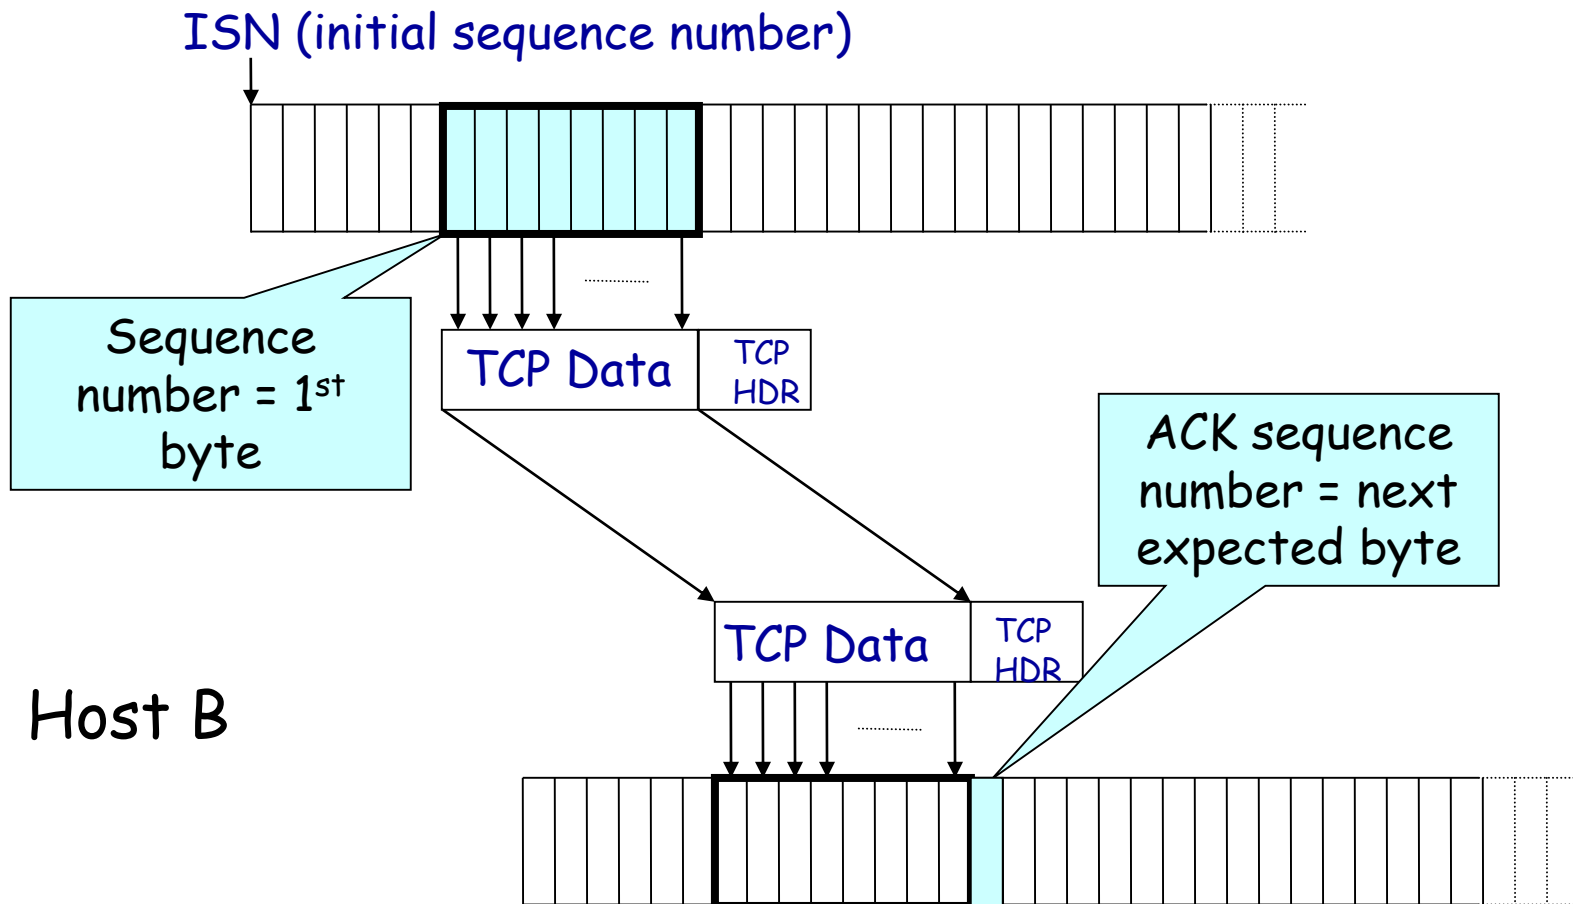 ISN (initial sequence number)
Sequence
number = 1st
byte
TCP Data
TCP
HDR
ACK sequence
number = next
expected byte
TCP Data
TCP
HDR
Host B